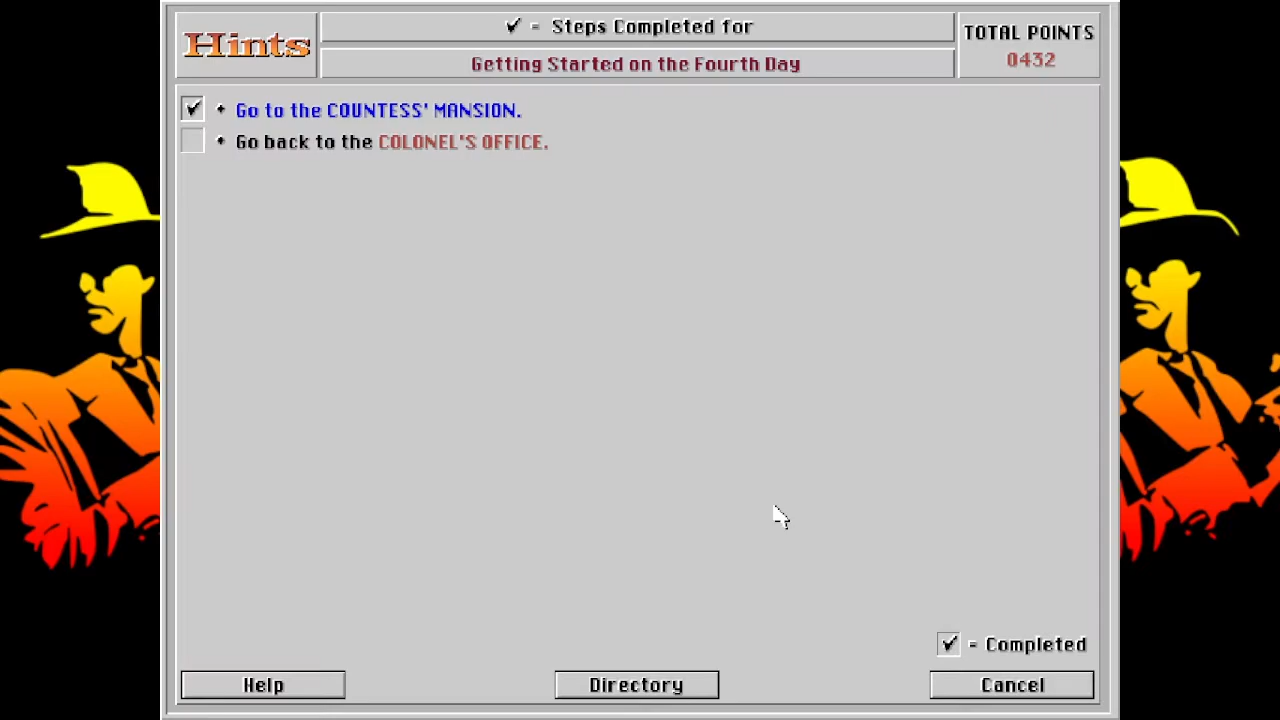 Hints
✓ = Steps Completed for
Getting Started on the Fourth Day
TOTAL POINTS
0432
✓ • Go to the COUNTESS' MANSION.
• Go back to the COLONEL'S OFFICE.
✓ = Completed
Help
Directory
Cancel